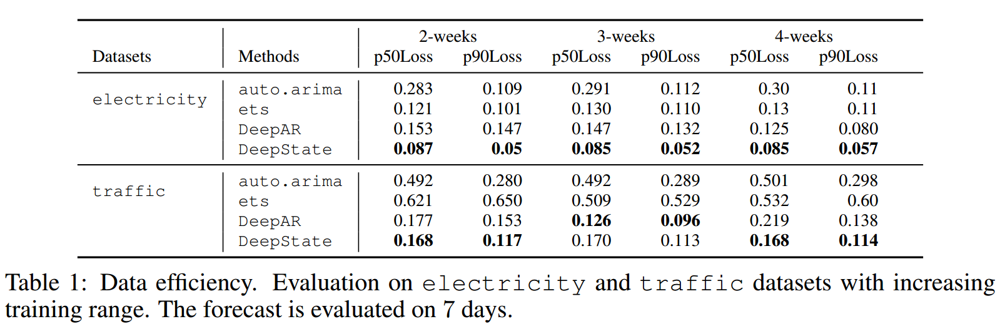 2-weeks 3-weeks 4-weeks
Datasets Methods p50Loss p90Loss p50Loss p90Loss p50Loss p90Loss
electricity auto.arima 0.283 0.109 0.291 0.112 0.30 0.11
ets 0.121 0.101 0.130 0.110 0.13 0.11
DeepAR 0.153 0.147 0.147 0.132 0.125 0.080
DeepState 0.087 0.05 0.085 0.052 0.085 0.057
traffic auto.arima 0.492 0.280 0.492 0.289 0.501 0.298
ets 0.621 0.650 0.509 0.529 0.532 0.60
DeepAR 0.177 0.153 0.126 0.096 0.219 0.138
DeepState 0.168 0.117 0.170 0.113 0.168 0.114
Table 1: Data efficiency. Evaluation on electricity and traffic datasets with increasing
training range. The forecast is evaluated on 7 days.